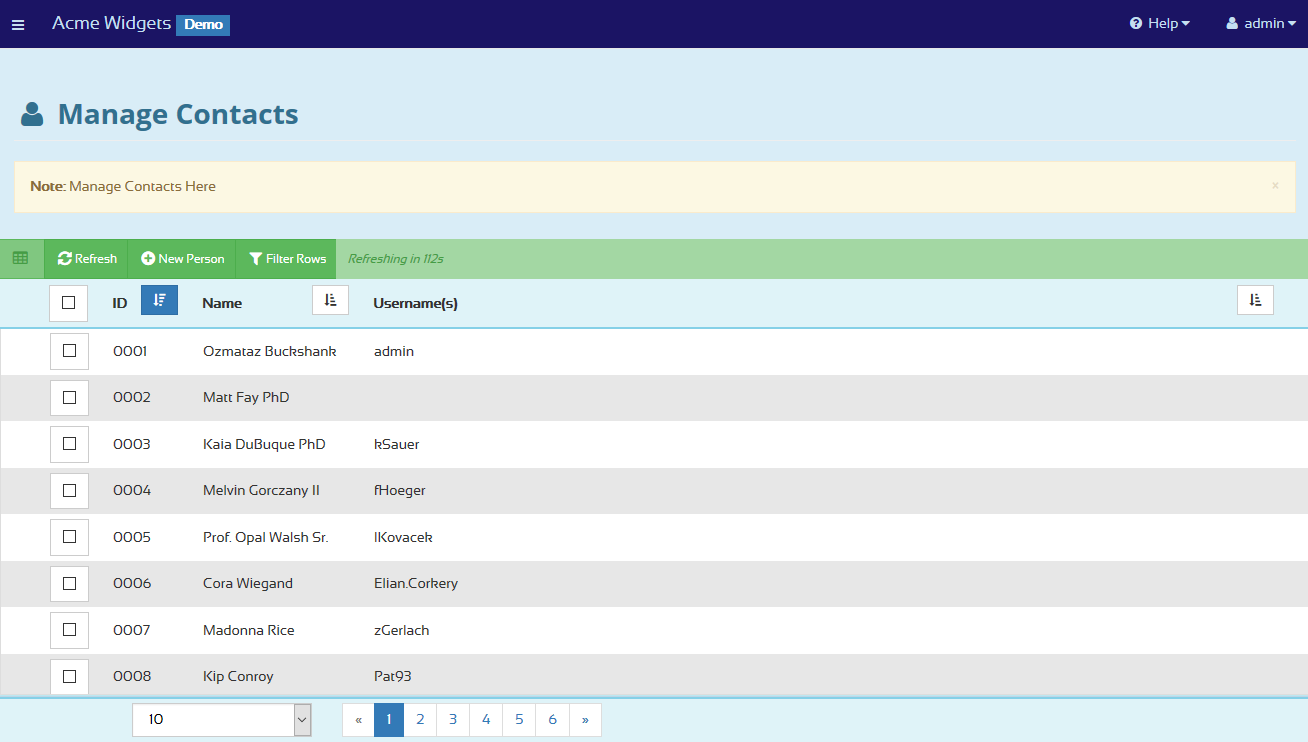 Acme Widgets Demo Help admin
Manage Contacts
Note: Manage Contacts Here ×
Refresh New Person Filter Rows Refreshing in 112s
ID Name Username(s)
0001 Ozmataz Buckshank admin
0002 Matt Fay PhD
0003 Kaia DuBuque PhD kSauer
0004 Melvin Gorczany II fHoeger
0005 Prof. Opal Walsh Sr. lKovacek
0006 Cora Wiegand Elian.Corkery
0007 Madonna Rice zGerlach
0008 Kip Conroy Pat93
10 « 1 2 3 4 5 6 »